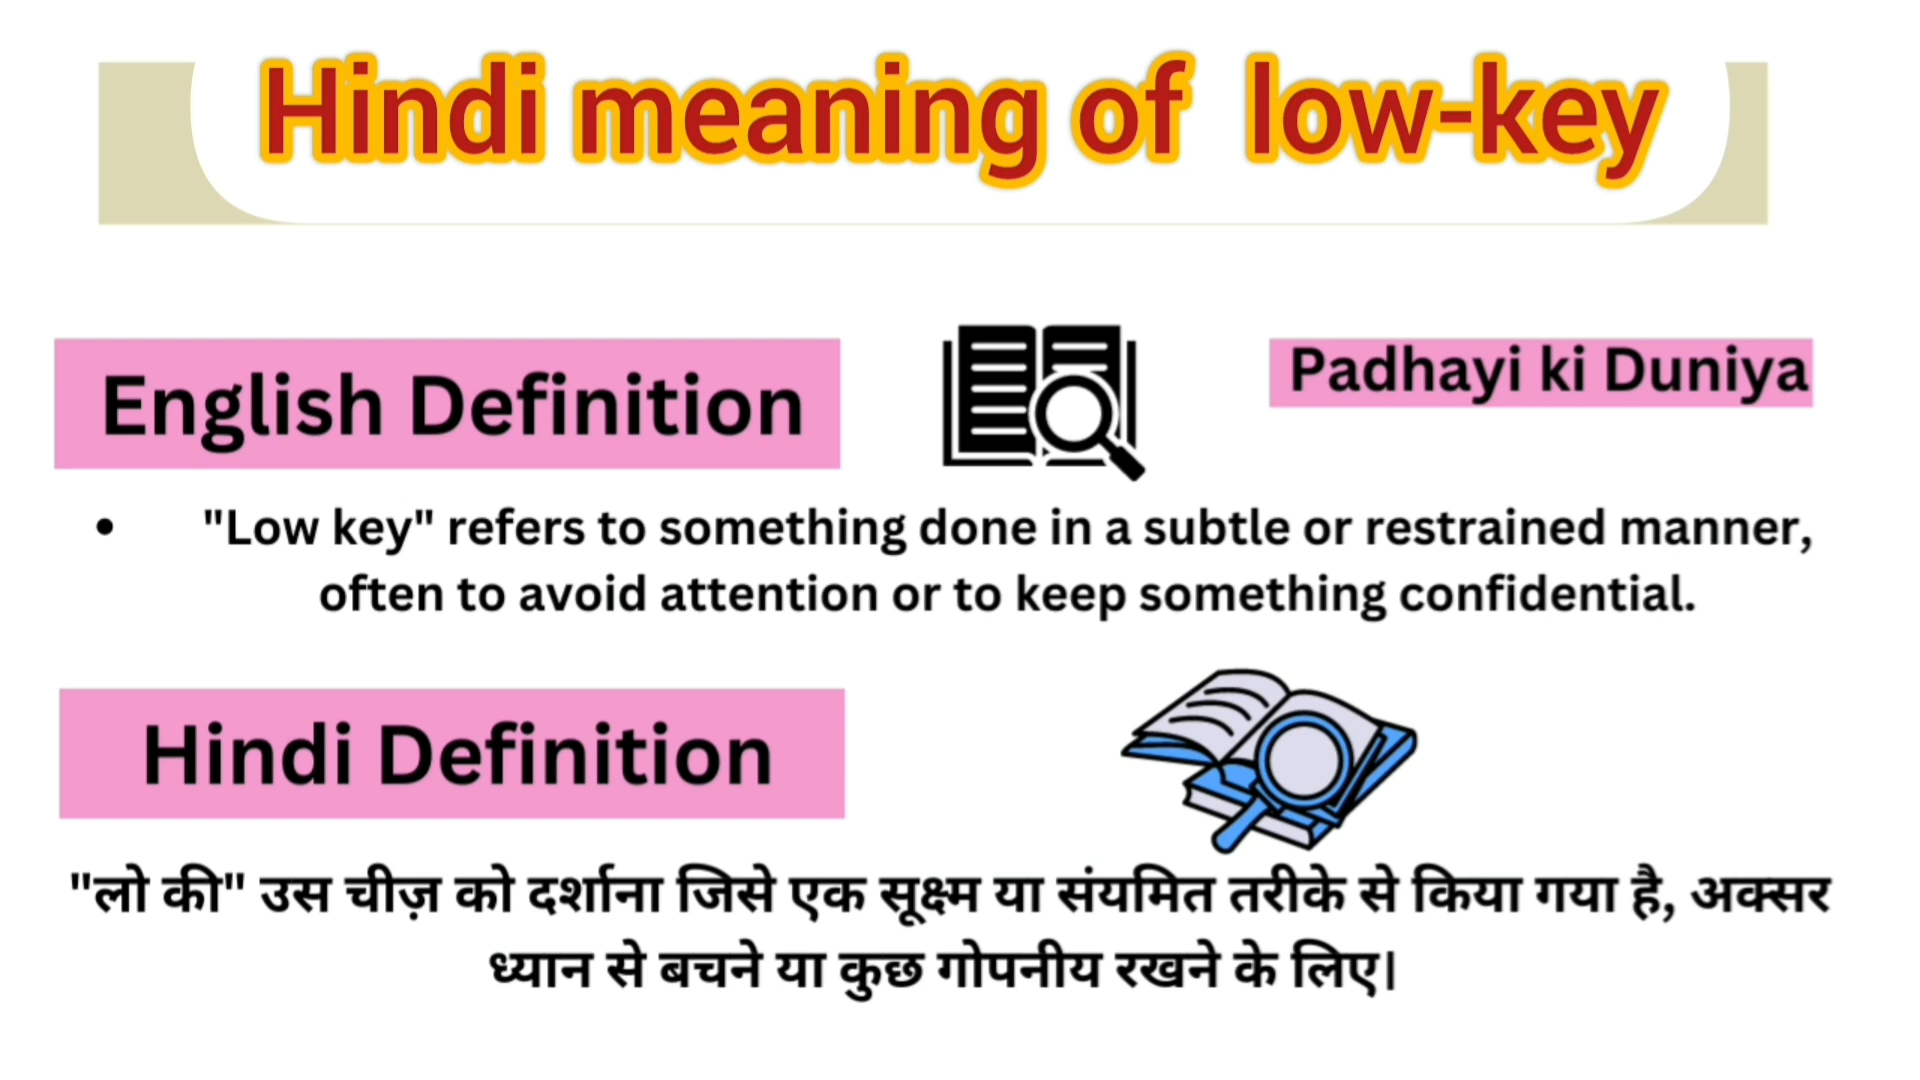 Hindi meaning of low-key
English Definition
Padhayi ki Duniya
• "Low key" refers to something done in a subtle or restrained manner,
often to avoid attention or to keep something confidential.
Hindi Definition
"लो की" उस चीज़ को दर्शाना जिसे एक सूक्ष्म या संयमित तरीके से किया गया है, अक्सर
ध्यान से बचने या कुछ गोपनीय रखने के लिए।